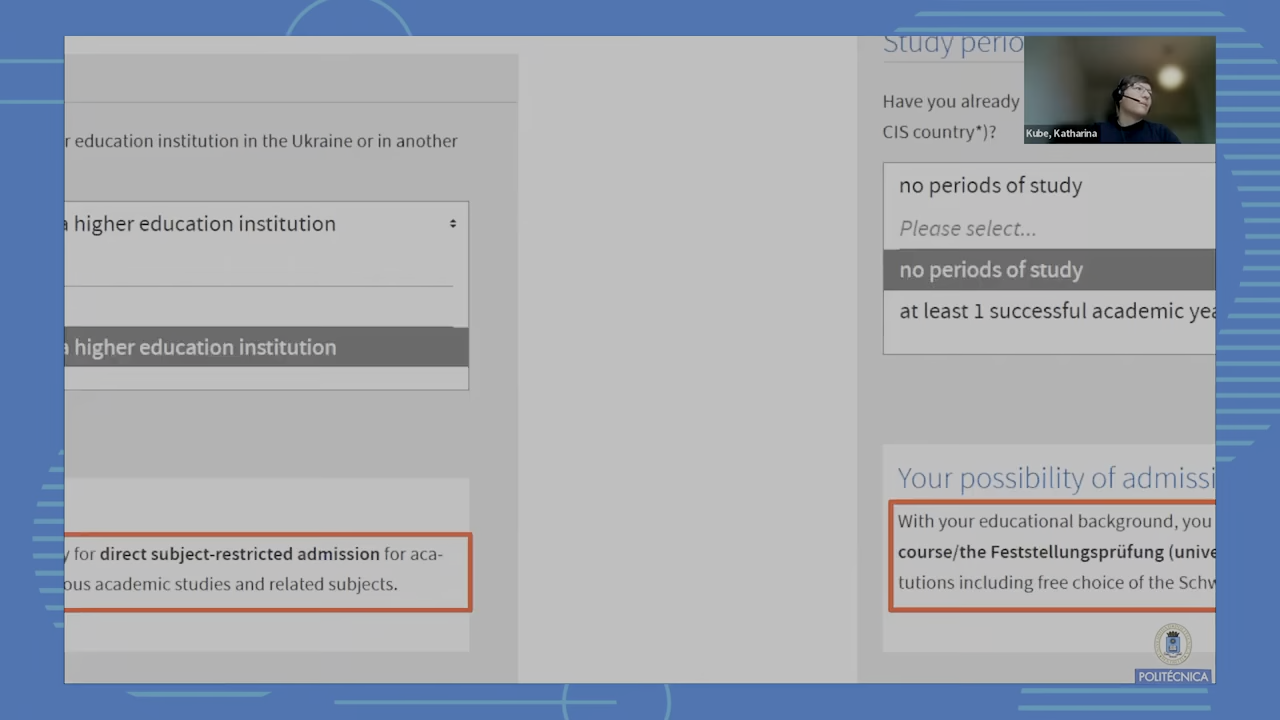 r education institution in the Ukraine or in another
a higher education institution
a higher education institution
y for direct subject-restricted admission for aca-
ous academic studies and related subjects.
Study perio
Have you already
CIS country*)?
no periods of study
Please select...
no periods of study
at least 1 successful academic yea
Your possibility of admissi
With your educational background, you
course/the Feststellungsprüfung (unive
tutions including free choice of the Schw
Kube, Katharina
POLITÉCNICA